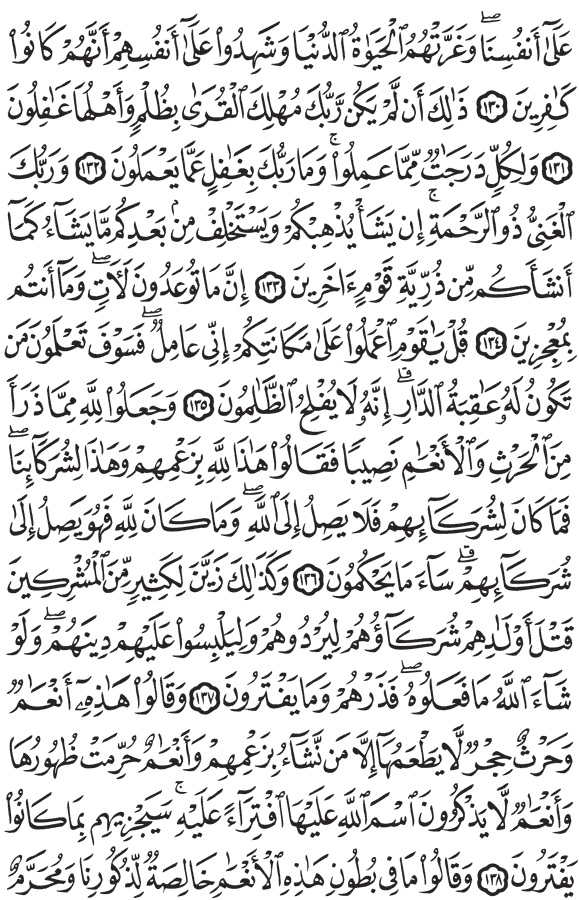 عَلَىٰٓ أَنفُسِنَاۖ وَغَرَّتْهُمُ ٱلْحَيَوٰةُ ٱلدُّنْيَا وَشَهِدُوا۟ عَلَىٰٓ أَنفُسِهِمْ أَنَّهُمْ كَانُوا۟
كَٰفِرِينَ ١٣٠ ذَٰلِكَ أَن لَّمْ يَكُن رَّبُّكَ مُهْلِكَ ٱلْقُرَىٰ بِظُلْمٍ وَأَهْلُهَا غَٰفِلُونَ
١٣١ وَلِكُلٍّ دَرَجَٰتٌ مِّمَّا عَمِلُوا۟ۚ وَمَا رَبُّكَ بِغَٰفِلٍ عَمَّا يَعْمَلُونَ ١٣٢ وَرَبُّكَ
ٱلْغَنِىُّ ذُو ٱلرَّحْمَةِۚ إِن يَشَأْ يُذْهِبْكُمْ وَيَسْتَخْلِفْ مِنۢ بَعْدِكُم مَّا يَشَآءُ كَمَآ
أَنشَأَكُم مِّن ذُرِّيَّةِ قَوْمٍ ءَاخَرِينَ ١٣٣ إِنَّ مَا تُوعَدُونَ لَءَاتٍۖ وَمَآ أَنتُم
بِمُعْجِزِينَ ١٣٤ قُلْ يَٰقَوْمِ ٱعْمَلُوا۟ عَلَىٰ مَكَانَتِكُمْ إِنِّى عَامِلٌۖ فَسَوْفَ تَعْلَمُونَ مَن
تَكُونُ لَهُۥ عَٰقِبَةُ ٱلدَّارِۗ إِنَّهُۥ لَا يُفْلِحُ ٱلظَّٰلِمُونَ ١٣٥ وَجَعَلُوا۟ لِلَّهِ مِمَّا ذَرَأَ
مِنَ ٱلْحَرْثِ وَٱلْأَنْعَٰمِ نَصِيبًا فَقَالُوا۟ هَٰذَا لِلَّهِ بِزَعْمِهِمْ وَهَٰذَا لِشُرَكَآئِنَاۖ
فَمَا كَانَ لِشُرَكَآئِهِمْ فَلَا يَصِلُ إِلَى ٱللَّهِۖ وَمَا كَانَ لِلَّهِ فَهُوَ يَصِلُ إِلَىٰ
شُرَكَآئِهِمْۗ سَآءَ مَا يَحْكُمُونَ ١٣٦ وَكَذَٰلِكَ زَيَّنَ لِكَثِيرٍ مِّنَ ٱلْمُشْرِكِينَ
قَتْلَ أَوْلَٰدِهِمْ شُرَكَآؤُهُمْ لِيُرْدُوهُمْ وَلِيَلْبِسُوا۟ عَلَيْهِمْ دِينَهُمْۖ وَلَوْ
شَآءَ ٱللَّهُ مَا فَعَلُوهُۖ فَذَرْهُمْ وَمَا يَفْتَرُونَ ١٣٧ وَقَالُوا۟ هَٰذِهِۦٓ أَنْعَٰمٌ
وَحَرْثٌ حِجْرٌ لَّا يَطْعَمُهَآ إِلَّا مَن نَّشَآءُ بِزَعْمِهِمْ وَأَنْعَٰمٌ حُرِّمَتْ ظُهُورُهَا
وَأَنْعَٰمٌ لَّا يَذْكُرُونَ ٱسْمَ ٱللَّهِ عَلَيْهَا ٱفْتِرَآءً عَلَيْهِۚ سَيَجْزِيهِم بِمَا كَانُوا۟
يَفْتَرُونَ ١٣٨ وَقَالُوا۟ مَا فِى بُطُونِ هَٰذِهِ ٱلْأَنْعَٰمِ خَالِصَةٌ لِّذُكُورِنَا وَمُحَرَّمٌ